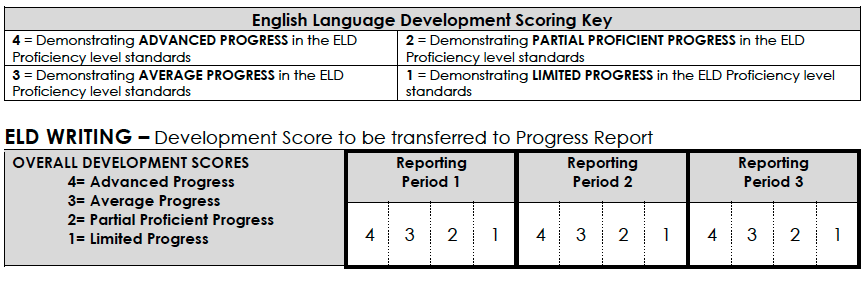 English Language Development Scoring Key
4 = Demonstrating ADVANCED PROGRESS in the ELD
Proficiency level standards
2 = Demonstrating PARTIAL PROFICIENT PROGRESS in the ELD
Proficiency level standards
3 = Demonstrating AVERAGE PROGRESS in the ELD
Proficiency level standards
1 = Demonstrating LIMITED PROGRESS in the ELD Proficiency level
standards
ELD WRITING – Development Score to be transferred to Progress Report
OVERALL DEVELOPMENT SCORES
4= Advanced Progress
3= Average Progress
2= Partial Proficient Progress
1= Limited Progress
Reporting
Period 1
Reporting
Period 2
Reporting
Period 3
4 3 2 1 4 3 2 1 4 3 2 1